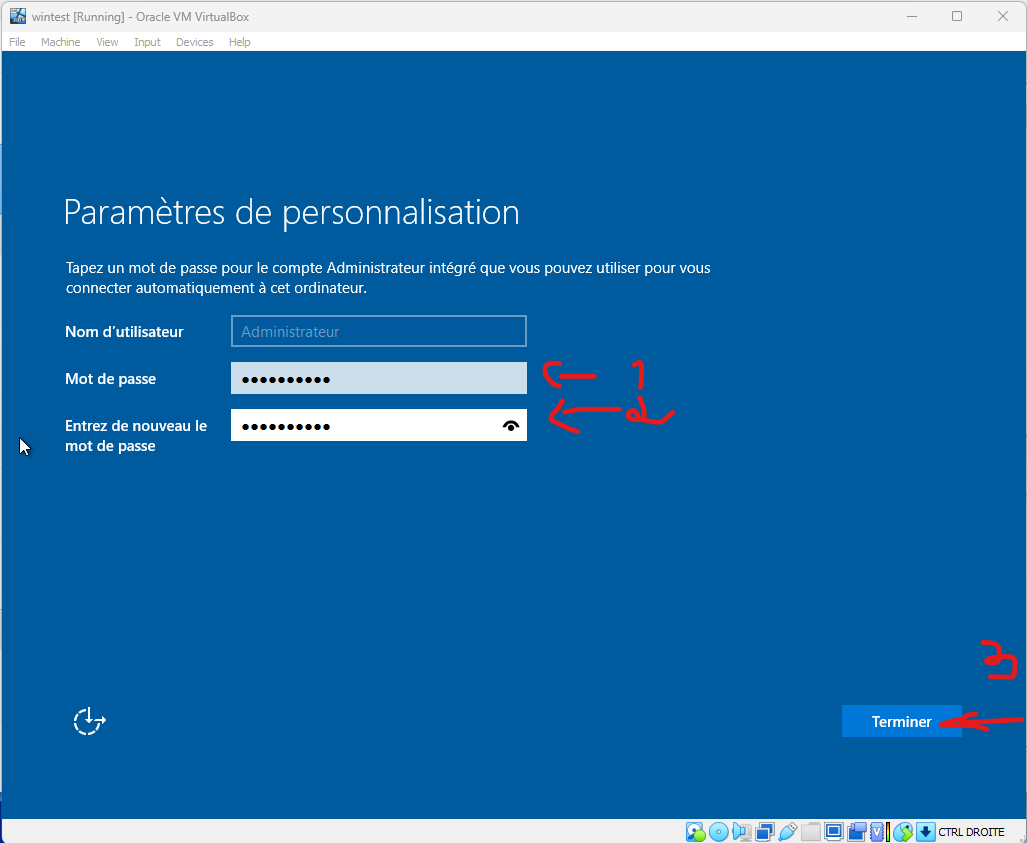 wintest [Running] - Oracle VM VirtualBox
File Machine View Input Devices Help
Paramètres de personnalisation
Tapez un mot de passe pour le compte Administrateur intégré que vous pouvez utiliser pour vous
connecter automatiquement à cet ordinateur.
Nom d'utilisateur Administrateur
Mot de passe ●●●●●●●●●● 1
Entrez de nouveau le ●●●●●●●●●● 2
mot de passe
3
Terminer
CTRL DROITE